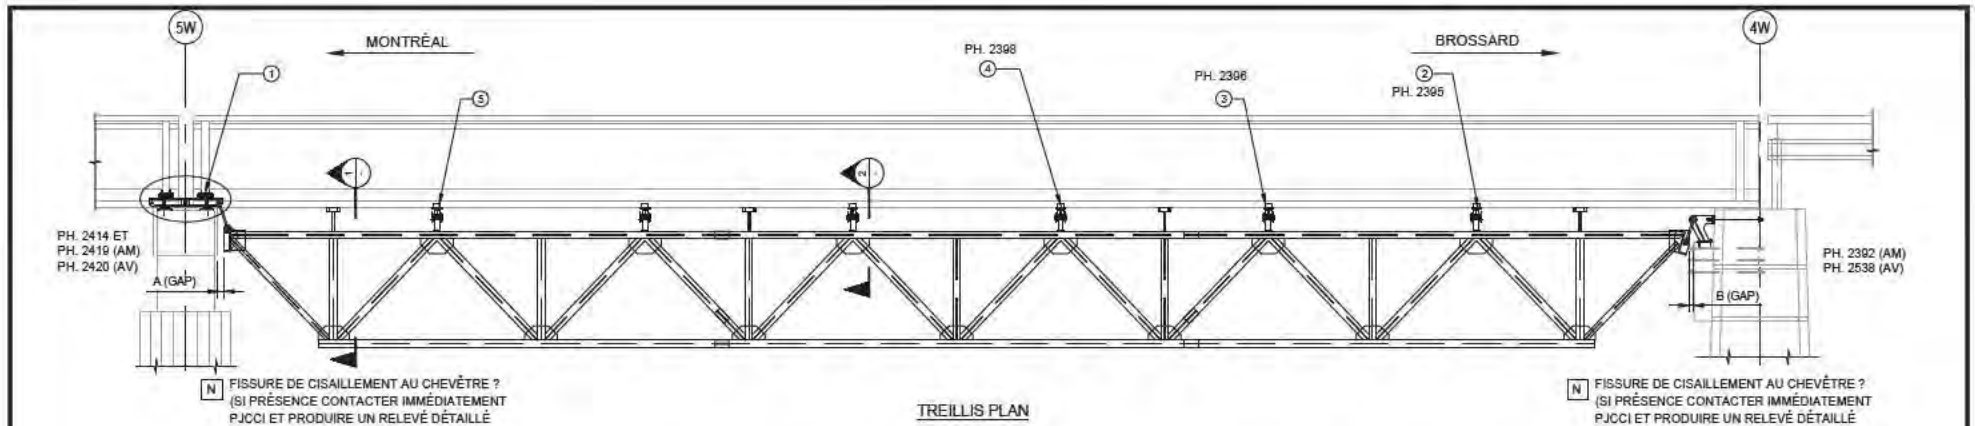 5W
4W
MONTRÉAL
BROSSARD
PH. 2398
1
4
PH. 2396
2
5
3
PH. 2395
1
-
2
-
PH. 2414 ET
PH. 2419 (AM)
PH. 2420 (AV)
PH. 2392 (AM)
PH. 2538 (AV)
A (GAP)
B (GAP)
N FISSURE DE CISAILLEMENT AU CHEVÊTRE ?
(SI PRÉSENCE CONTACTER IMMÉDIATEMENT
PJCCI ET PRODUIRE UN RELEVÉ DÉTAILLÉ
TREILLIS PLAN
N FISSURE DE CISAILLEMENT AU CHEVÊTRE ?
(SI PRÉSENCE CONTACTER IMMÉDIATEMENT
PJCCI ET PRODUIRE UN RELEVÉ DÉTAILLÉ